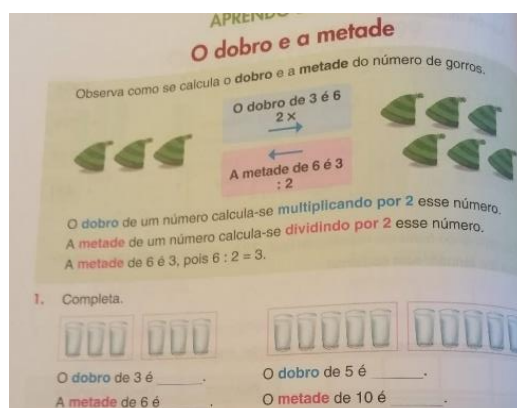 O dobro e a metade
Observa como se calcula o dobro e a metade do número de gorros.
O dobro de 3 é 6
2 ×
A metade de 6 é 3
: 2
O dobro de um número calcula-se multiplicando por 2 esse número.
A metade de um número calcula-se dividindo por 2 esse número.
A metade de 6 é 3, pois 6 : 2 = 3.
1. Completa.
O dobro de 3 é ______.
O dobro de 5 é ______.
A metade de 6 é ______.
O metade de 10 é ______.